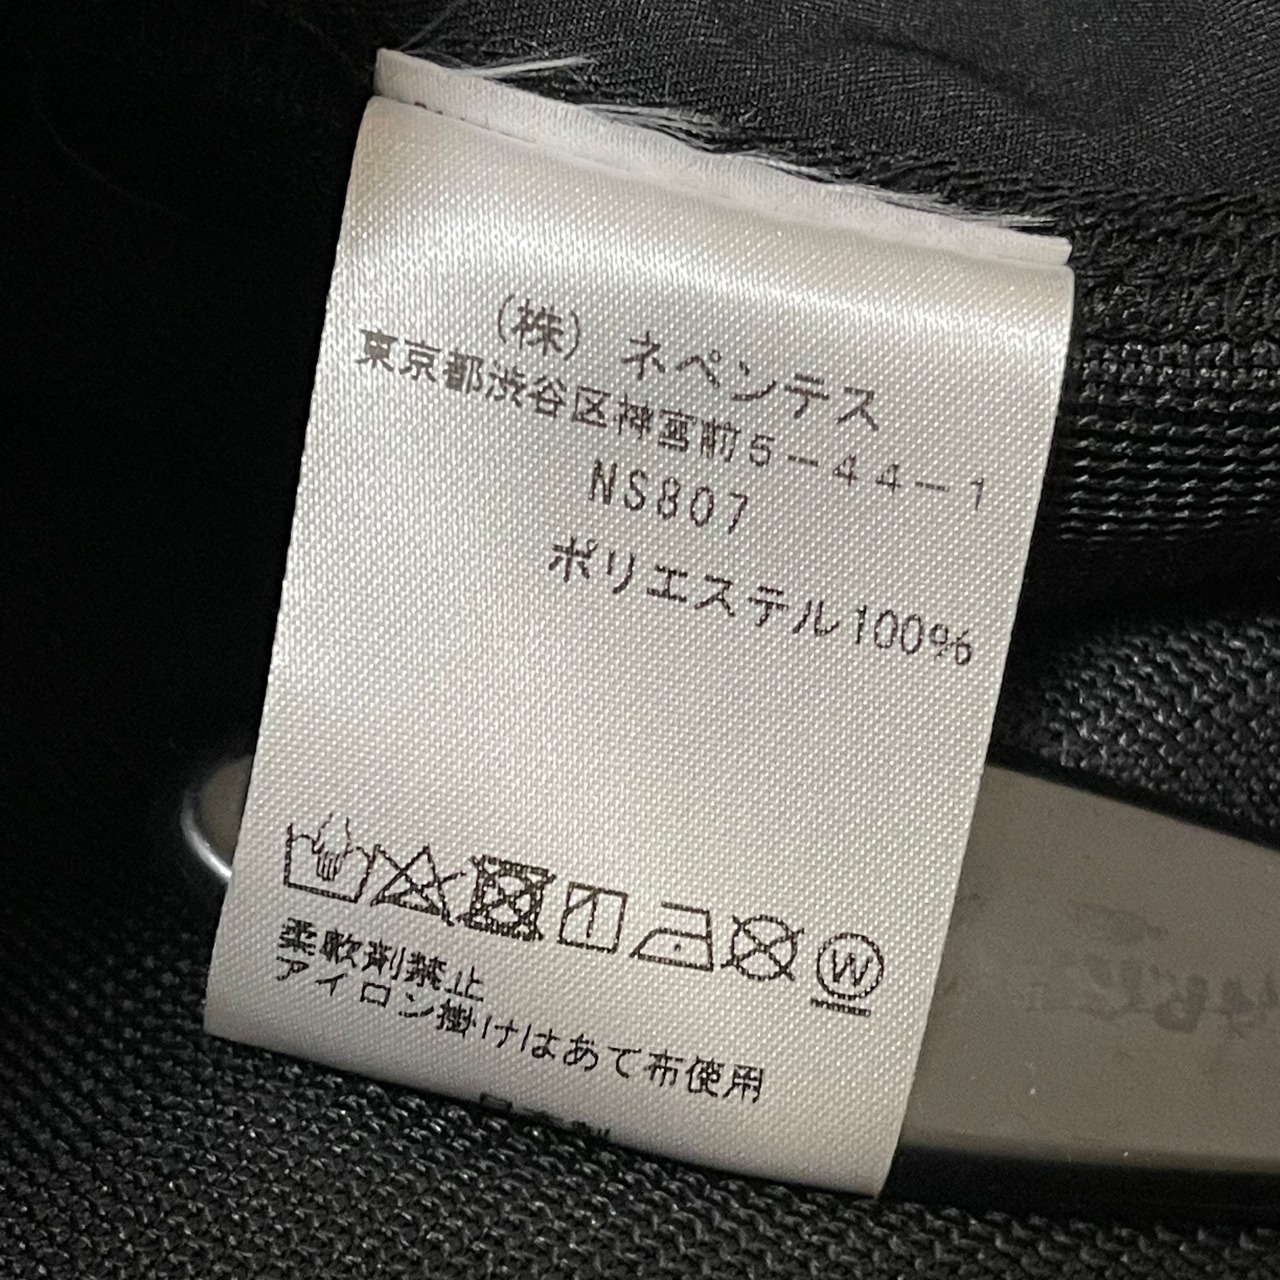 (株) ネペンテス
東京都渋谷区神宮前5-44-1
NS807
ポリエステル100%
W
柔軟剤禁止
アイロン掛けはあて布使用